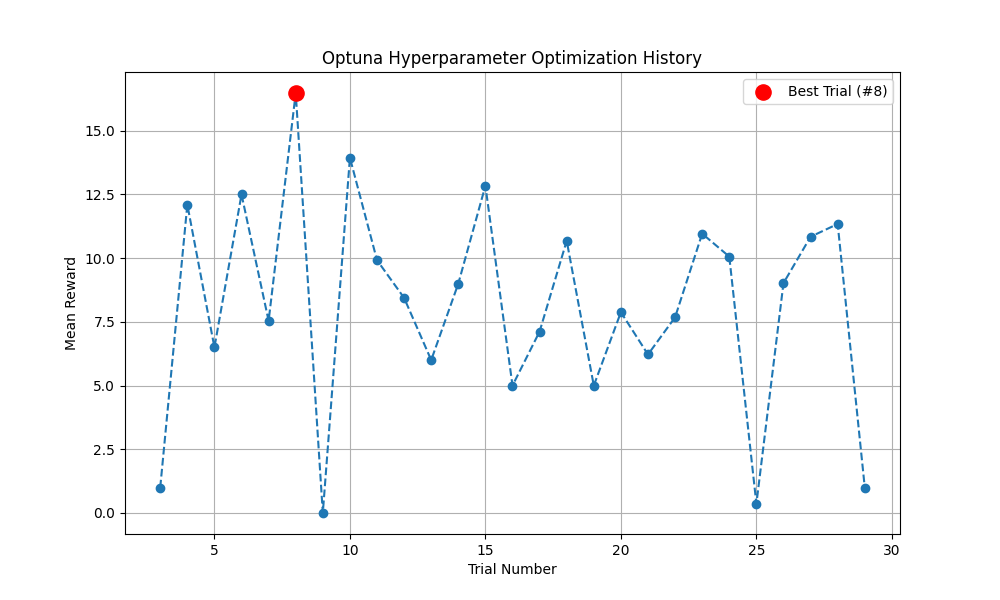 Optuna Hyperparameter Optimization History
Best Trial (#8)
Mean Reward
15.0
12.5
10.0
7.5
5.0
2.5
0.0
5 10 15 20 25 30
Trial Number